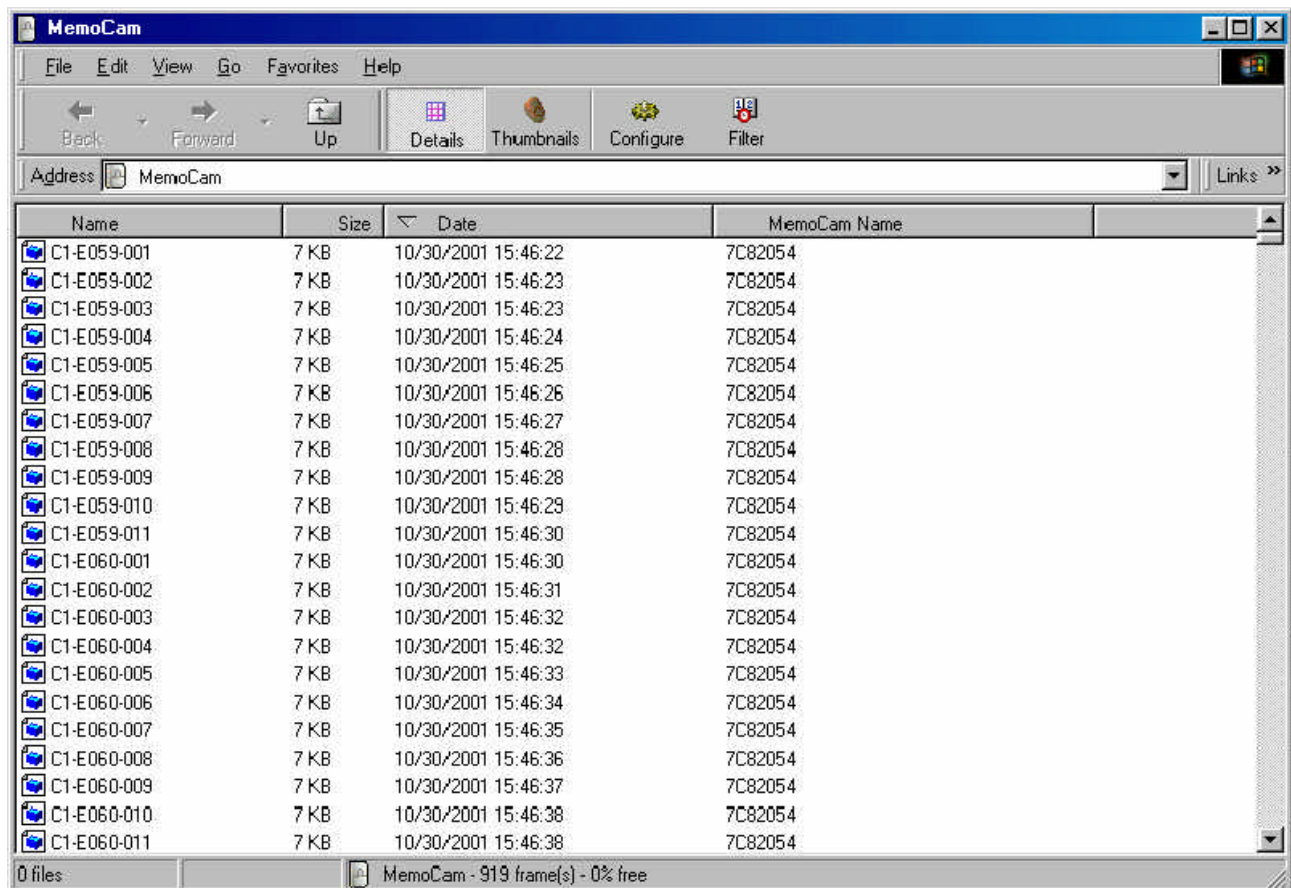 MemoCam
File Edit View Go Favorites Help
Back Forward Up Details Thumbnails Configure Filter
Address MemoCam Links »
Name Size Date MemoCam Name
C1-E059-001 7 KB 10/30/2001 15:46:22 7C82054
C1-E059-002 7 KB 10/30/2001 15:46:23 7C82054
C1-E059-003 7 KB 10/30/2001 15:46:23 7C82054
C1-E059-004 7 KB 10/30/2001 15:46:24 7C82054
C1-E059-005 7 KB 10/30/2001 15:46:25 7C82054
C1-E059-006 7 KB 10/30/2001 15:46:26 7C82054
C1-E059-007 7 KB 10/30/2001 15:46:27 7C82054
C1-E059-008 7 KB 10/30/2001 15:46:28 7C82054
C1-E059-009 7 KB 10/30/2001 15:46:28 7C82054
C1-E059-010 7 KB 10/30/2001 15:46:29 7C82054
C1-E059-011 7 KB 10/30/2001 15:46:30 7C82054
C1-E060-001 7 KB 10/30/2001 15:46:30 7C82054
C1-E060-002 7 KB 10/30/2001 15:46:31 7C82054
C1-E060-003 7 KB 10/30/2001 15:46:32 7C82054
C1-E060-004 7 KB 10/30/2001 15:46:32 7C82054
C1-E060-005 7 KB 10/30/2001 15:46:33 7C82054
C1-E060-006 7 KB 10/30/2001 15:46:34 7C82054
C1-E060-007 7 KB 10/30/2001 15:46:35 7C82054
C1-E060-008 7 KB 10/30/2001 15:46:36 7C82054
C1-E060-009 7 KB 10/30/2001 15:46:37 7C82054
C1-E060-010 7 KB 10/30/2001 15:46:38 7C82054
C1-E060-011 7 KB 10/30/2001 15:46:38 7C82054
0 files MemoCam - 919 frame(s) - 0% free